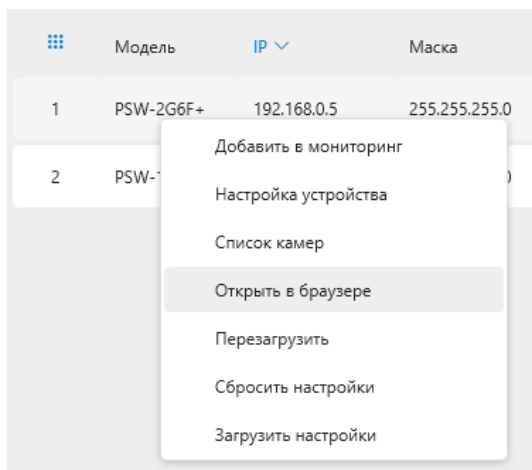 Модель IP Маска
1 PSW-2G6F+ 192.168.0.5 255.255.255.0
Добавить в мониторинг
2
Настройка устройства
Список камер
Открыть в браузере
Перезагрузить
Сбросить настройки
Загрузить настройки